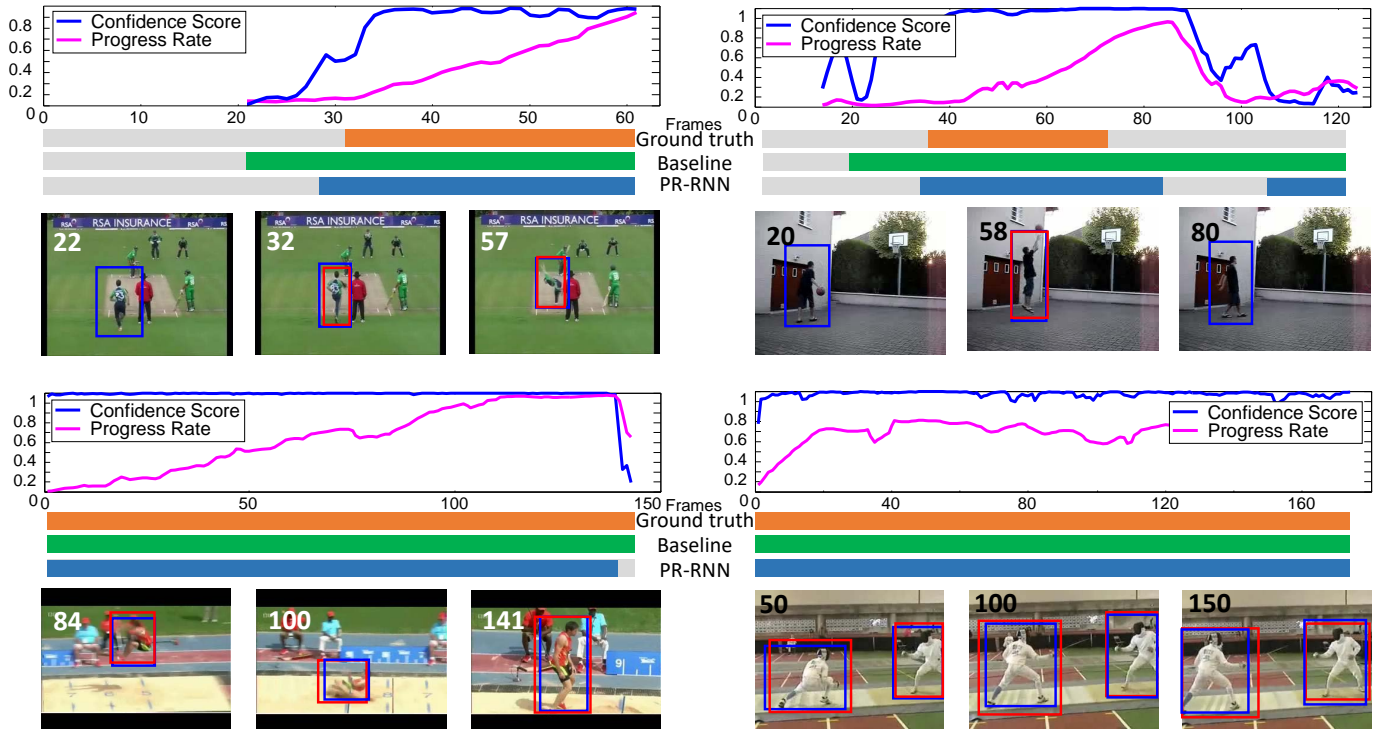 Confidence Score
Progress Rate
0.8
0.6
0.4
0.2
0 10 20 30 40 50 60
Confidence Score
Progress Rate
1
0.8
0.6
0.4
0.2
0 20 40 60 80 100 120
Frames
Ground truth
Baseline
PR-RNN
RSA INSURANCE
22
RSA INSURANCE
32
RSA INSURANCE
57
20
58
80
Confidence Score
Progress Rate
1
0.8
0.6
0.4
0.2
0 50 100 150
Confidence Score
Progress Rate
1
0.8
0.6
0.4
0.2
0 40 80 120 160
Frames
Ground truth
Baseline
PR-RNN
84
100
141
9
50
100
150